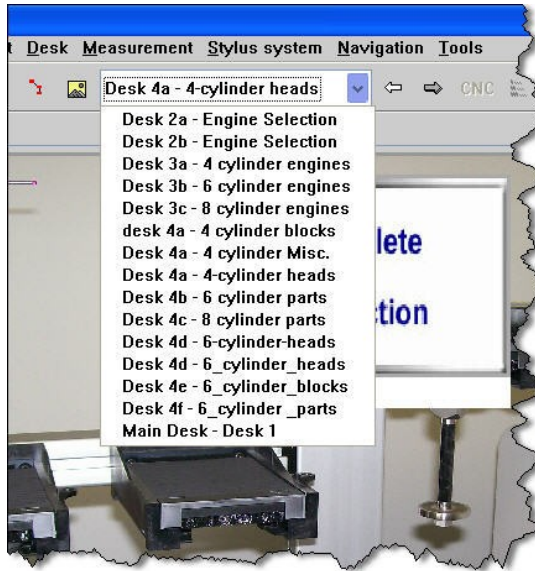 t Desk Measurement Stylus system Navigation Tools
Desk 4a - 4-cylinder heads
CNC
Desk 2a - Engine Selection
Desk 2b - Engine Selection
Desk 3a - 4 cylinder engines
Desk 3b - 6 cylinder engines
Desk 3c - 8 cylinder engines
desk 4a - 4 cylinder blocks
Desk 4a - 4 cylinder Misc.
Desk 4a - 4-cylinder heads
Desk 4b - 6 cylinder parts
Desk 4c - 8 cylinder parts
Desk 4d - 6-cylinder-heads
Desk 4d - 6_cylinder_heads
Desk 4e - 6_cylinder_blocks
Desk 4f - 6_cylinder _parts
Main Desk - Desk 1
lete
ction